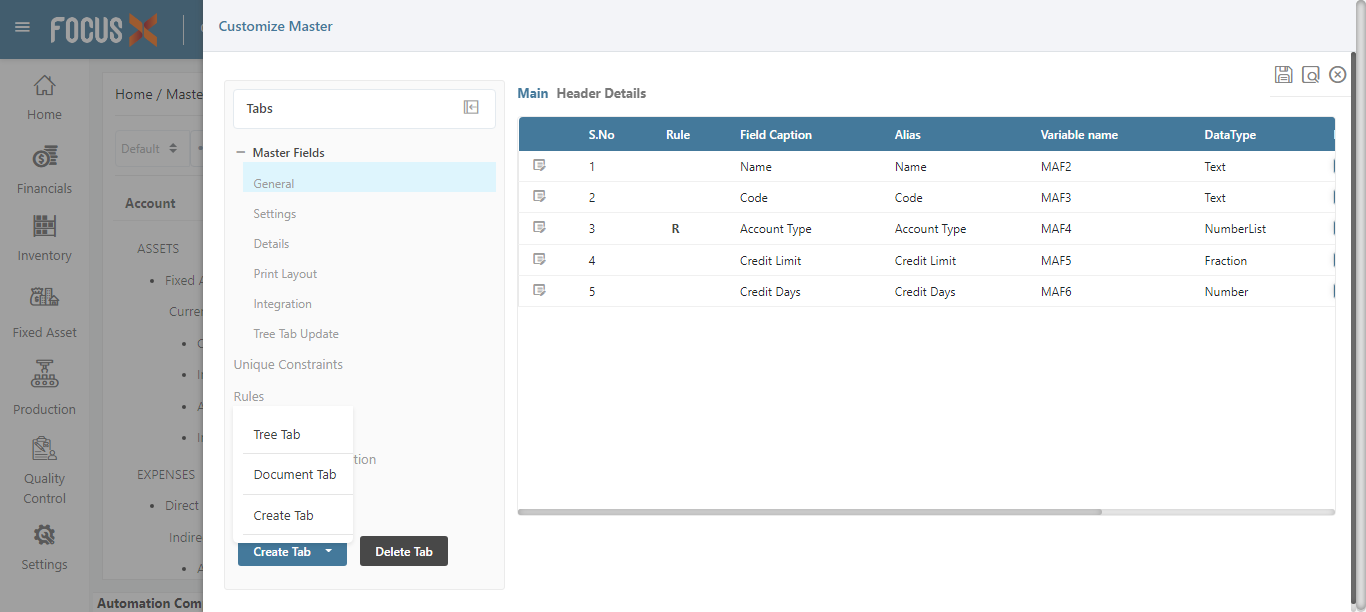 FOCUS X
Customize Master
Home
Financials
Inventory
Fixed Asset
Production
Quality
Control
Settings
Home / Maste
Default
Account
ASSETS
Fixed A
Curre
EXPENSES
Direct
Indire
Automation Com
Tabs
Master Fields
General
Settings
Details
Print Layout
Integration
Tree Tab Update
Unique Constraints
Rules
Tree Tab
tion
Document Tab
Create Tab
Create Tab
Delete Tab
Main Header Details
S.No Rule Field Caption Alias Variable name DataType
1 Name Name MAF2 Text
2 Code Code MAF3 Text
3 R Account Type Account Type MAF4 NumberList
4 Credit Limit Credit Limit MAF5 Fraction
5 Credit Days Credit Days MAF6 Number